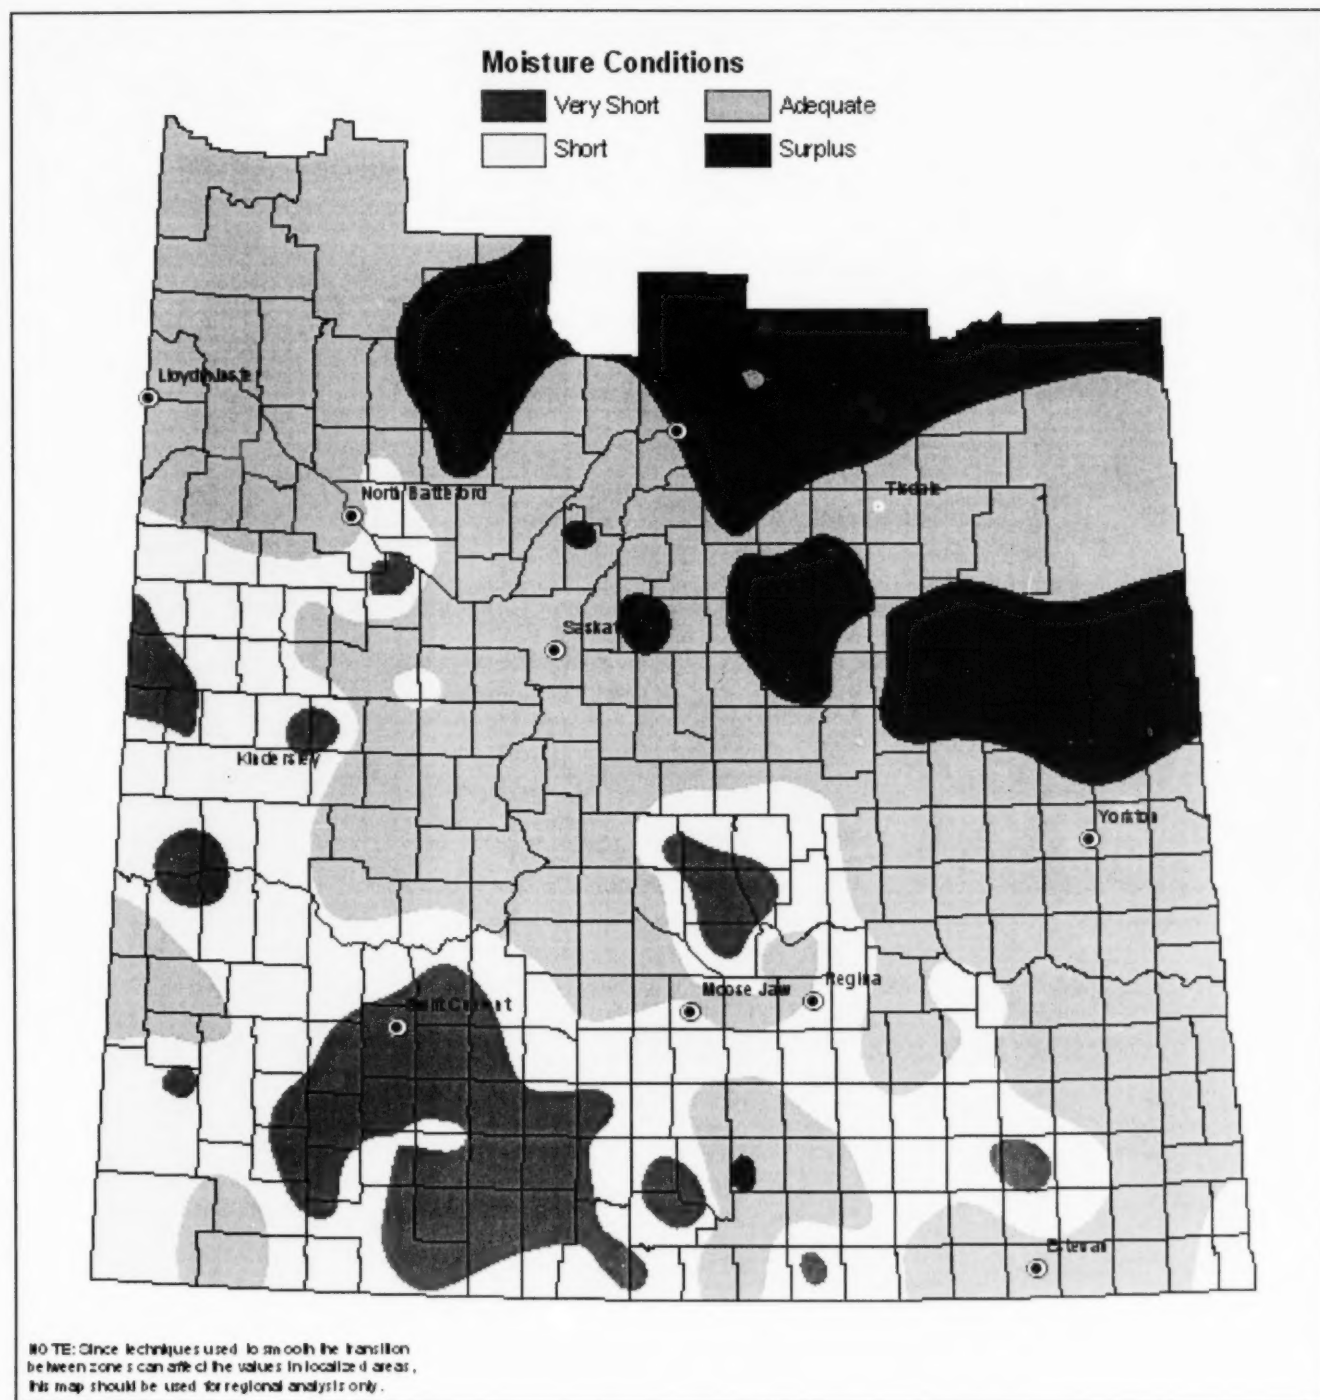 Moisture Conditions
Very Short
Adequate
Short
Surplus
Lloydminster
North Battleford
Tisdale
Saskat
Kindersley
Yorkton
Regina
Moose Jaw
Swift Current
Estevan
NOTE: Since techniques used to smooth the transition
between zones can affect the values in localized areas,
this map should be used for regional analysis only.